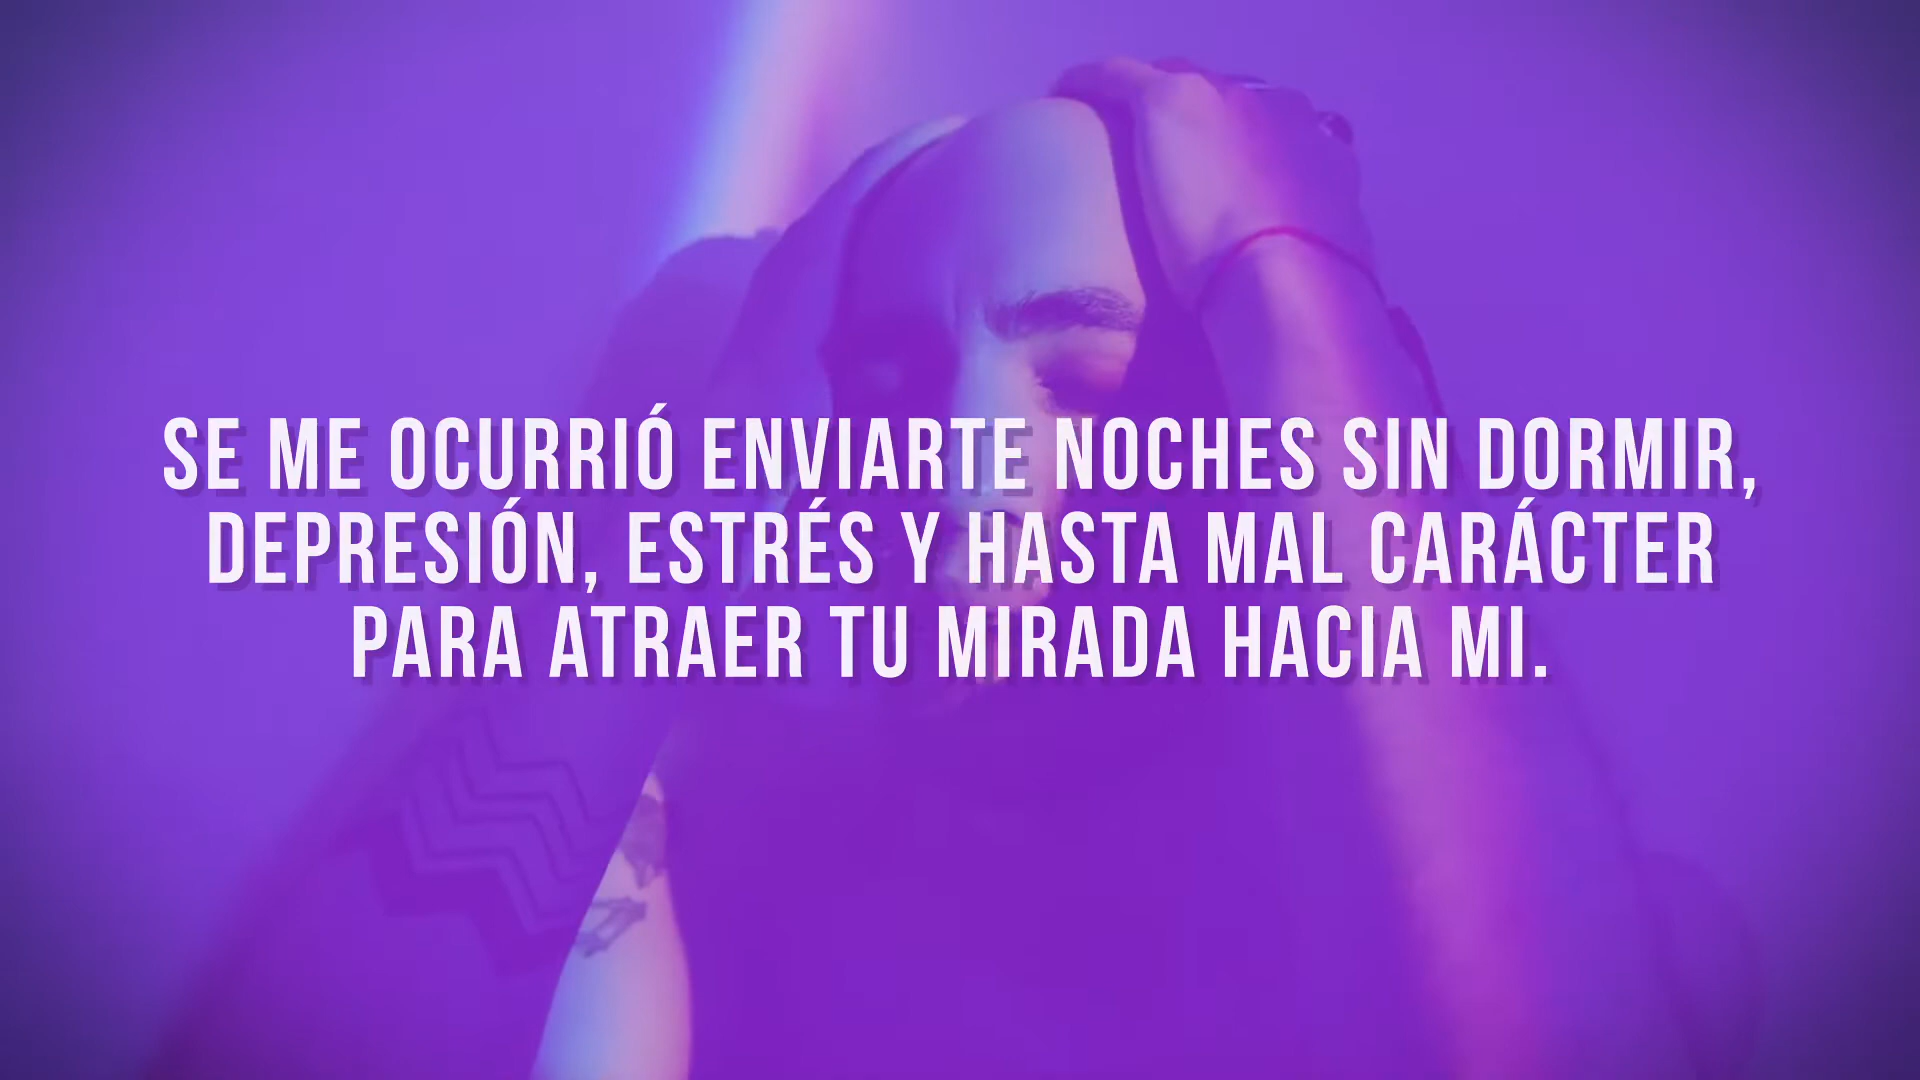 SE ME OCURRIÓ ENVIARTE NOCHES SIN DORMIR,
DEPRESIÓN, ESTRÉS Y HASTA MAL CARÁCTER
PARA ATRAER TU MIRADA HACIA MI.